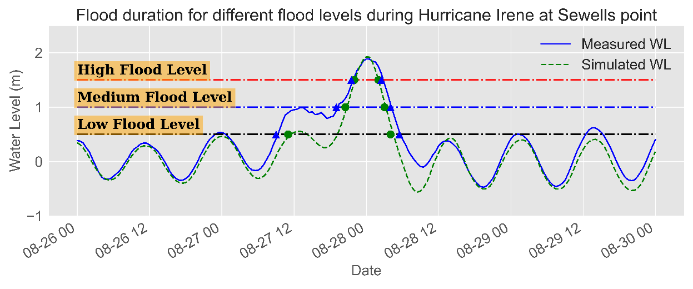 Flood duration for different flood levels during Hurricane Irene at Sewells point
Measured WL
Simulated WL
High Flood Level
Medium Flood Level
Low Flood Level
Water Level (m)
2
1
0
−1
08-26 00
08-26 12
08-27 00
08-27 12
08-28 00
08-28 12
08-29 00
08-29 12
08-30 00
Date